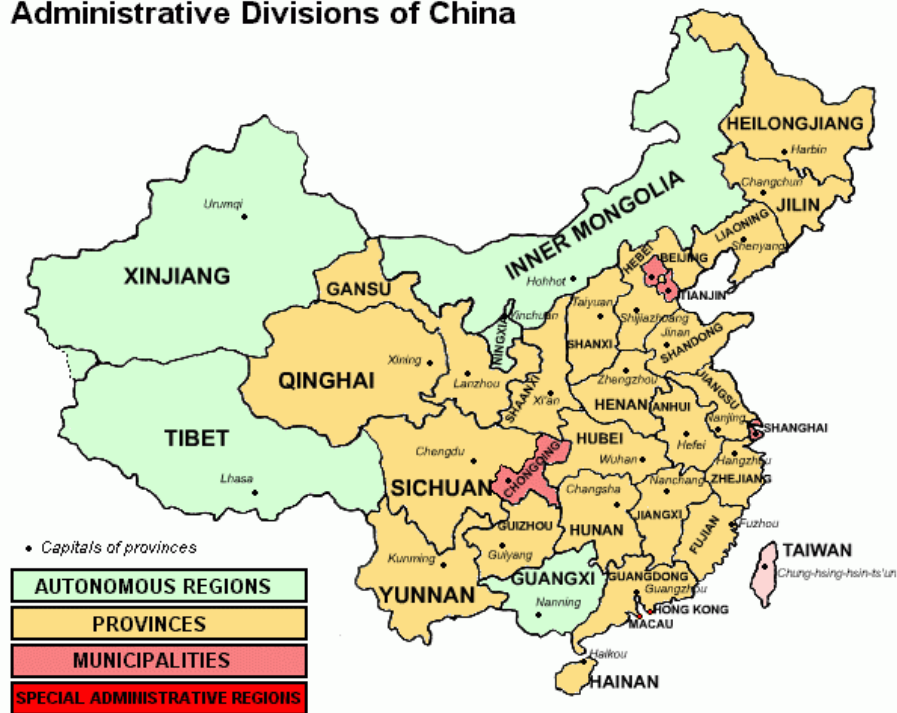 Administrative Divisions of China
HEILONGJIANG
Harbin
Changchun
JILIN
LIAONING
Shenyang
INNER MONGOLIA
Hohhot
Urumqi
XINJIANG
GANSU
HEBEI
BEIJING
TIANJIN
Yinchuan
NINGXIA
Taiyuan
Shijiazhoang
SHANXI
Jinan
SHANDONG
QINGHAI
Xining
Lanzhou
SHAANXI
Xi'an
Zhengzhou
HENAN
JIANGSU
ANHUI
Nanjing
Hefei
SHANGHAI
TIBET
Lhasa
Chengdu
SICHUAN
CHONGQING
HUBEI
Wuhan
Hangzhou
ZHEJIANG
Changsha
HUNAN
Nanchang
JIANGXI
FUJIAN
Fuzhou
GUIZHOU
Guiyang
Kunming
YUNNAN
GUANGXI
Nanning
GUANGDONG
Guangzhou
HONG KONG
MACAU
TAIWAN
Chung-hsing-hsin-ts'un
Haikou
HAINAN
Capitals of provinces
AUTONOMOUS REGIONS
PROVINCES
MUNICIPALITIES
SPECIAL ADMINISTRATIVE REGIONS